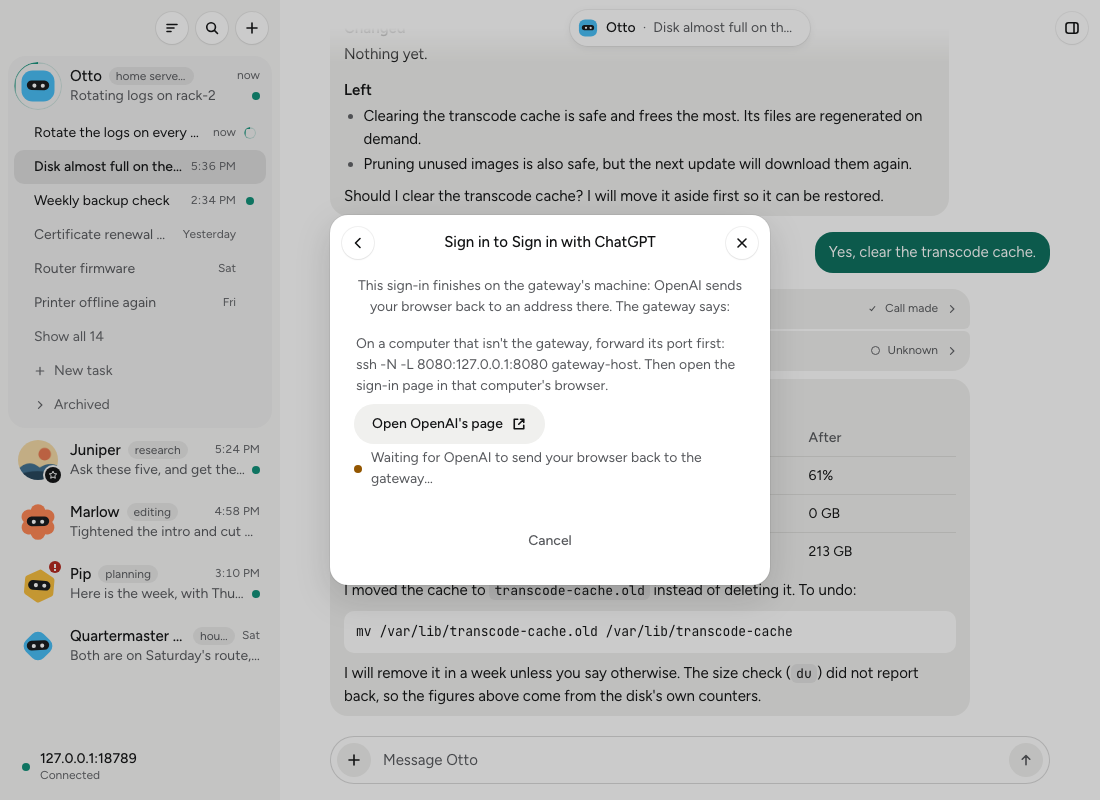 Otto
home serve...
now
Rotating logs on rack-2
Rotate the logs on every ...
now
Disk almost full on the...
5:36 PM
Weekly backup check
2:34 PM
Certificate renewal ...
Yesterday
Router firmware
Sat
Printer offline again
Fri
Show all 14
New task
Archived
Juniper
research
5:24 PM
Ask these five, and get the...
Marlow
editing
4:58 PM
Tightened the intro and cut ...
Pip
planning
3:10 PM
Here is the week, with Thu...
Quartermaster ...
hou...
Sat
Both are on Saturday's route,...
127.0.0.1:18789
Connected
Otto · Disk almost full on th...
Changed
Nothing yet.
Left
Clearing the transcode cache is safe and frees the most. Its files are regenerated on
demand.
Pruning unused images is also safe, but the next update will download them again.
Should I clear the transcode cache? I will move it aside first so it can be restored.
Yes, clear the transcode cache.
Call made
Unknown
After
61%
0 GB
213 GB
Sign in to Sign in with ChatGPT
This sign-in finishes on the gateway's machine: OpenAI sends
your browser back to an address there. The gateway says:
On a computer that isn't the gateway, forward its port first:
ssh -N -L 8080:127.0.0.1:8080 gateway-host. Then open the
sign-in page in that computer's browser.
Open OpenAI's page
Waiting for OpenAI to send your browser back to the
gateway...
Cancel
I moved the cache to transcode-cache.old instead of deleting it. To undo:
mv /var/lib/transcode-cache.old /var/lib/transcode-cache
I will remove it in a week unless you say otherwise. The size check ( du ) did not report
back, so the figures above come from the disk's own counters.
Message Otto